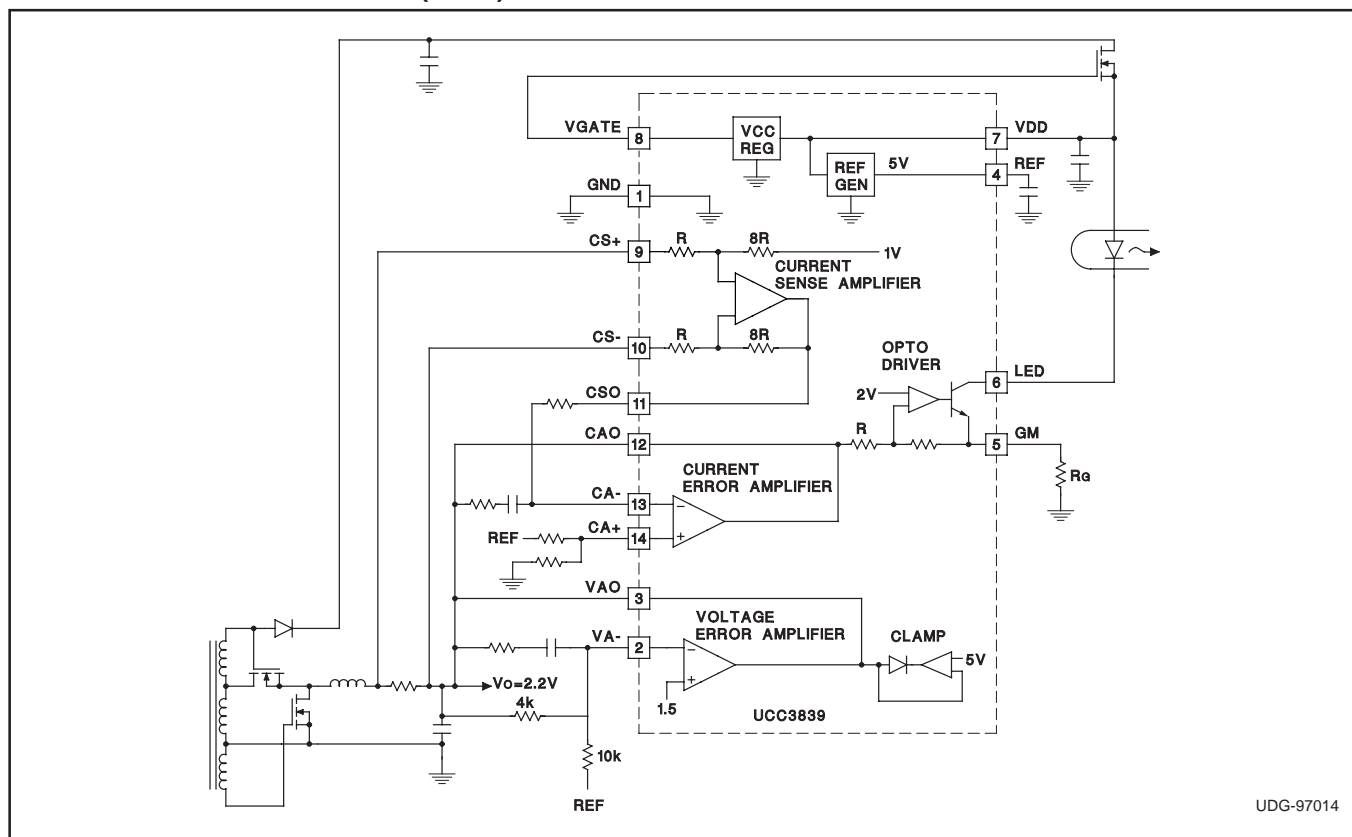 VGATE
8
VCC
REG
7
VDD
REF
GEN
5V
4
REF
GND
1
CS+
9
R
8R
1V
CURRENT
SENSE AMPLIFIER
CS-
10
R
8R
OPTO
DRIVER
2V
6
LED
CSO
11
CAO
12
R
5
GM
RG
CURRENT
ERROR AMPLIFIER
CA-
13
REF
CA+
14
VAO
3
VOLTAGE
ERROR AMPLIFIER
VA-
2
CLAMP
5V
1.5
UCC3839
Vo=2.2V
4k
10k
REF
UDG-97014